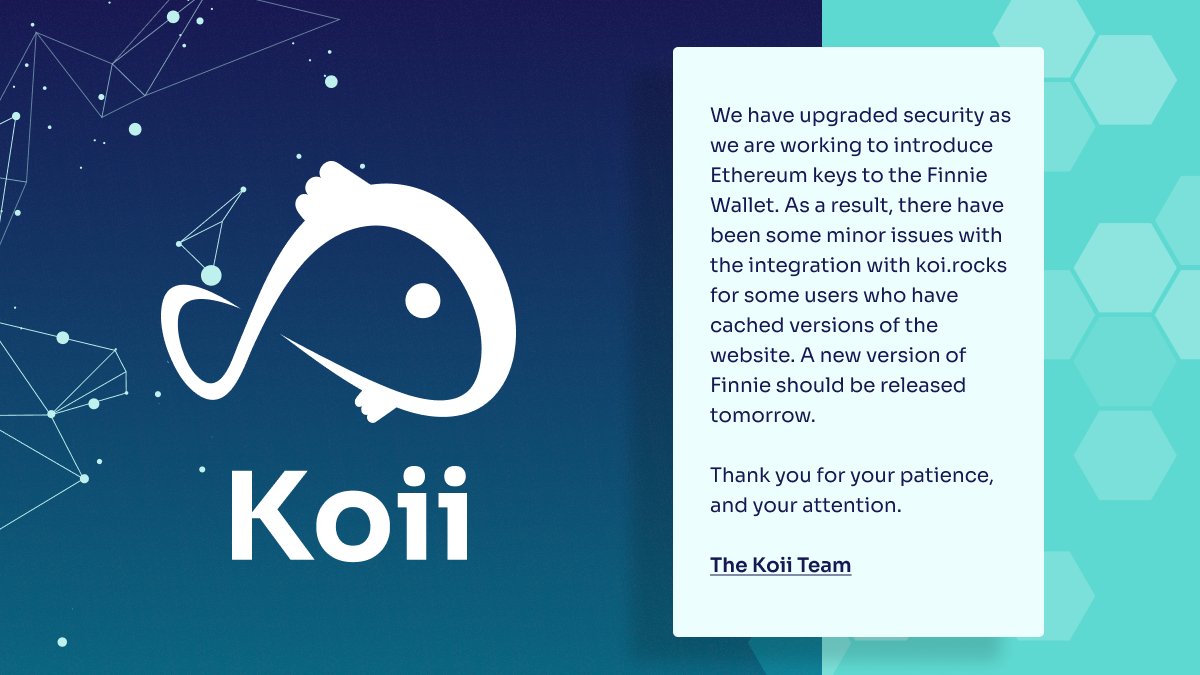 Koii
We have upgraded security as
we are working to introduce
Ethereum keys to the Finnie
Wallet. As a result, there have
been some minor issues with
the integration with koi.rocks
for some users who have
cached versions of the
website. A new version of
Finnie should be released
tomorrow.
Thank you for your patience,
and your attention.
The Koii Team